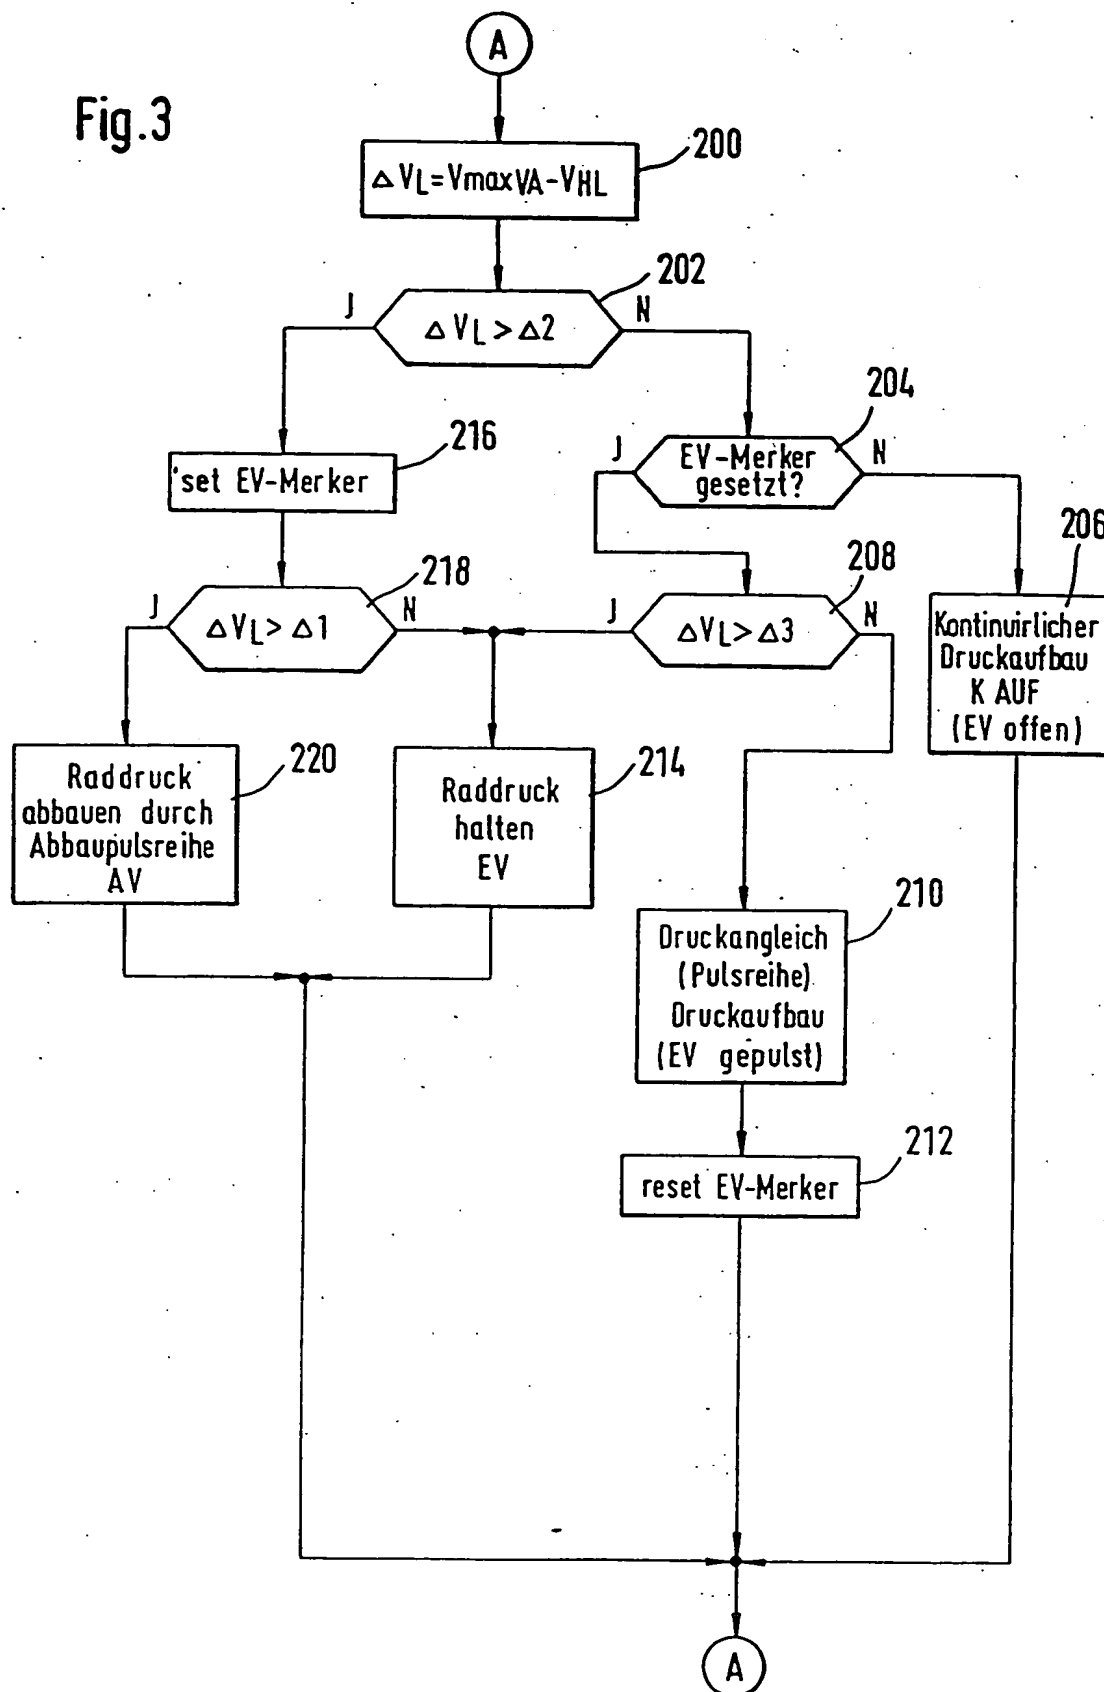 A
Fig.3
200
ΔVL=VmaxVA-VHL
202
J
N
ΔVL>Δ2
204
216
J
EV-Merker
gesetzt?
N
set EV-Merker
206
218
208
J
ΔVL>Δ1
N
J
ΔVL>Δ3
N
Kontinuirlicher
Druckaufbau
K AUF
(EV offen)
220
214
Raddruck
abbauen durch
Abbaupulsreihe
AV
Raddruck
halten
EV
210
Druckangleich
(Pulsreihe)
Druckaufbau
(EV gepulst)
212
reset EV-Merker
A